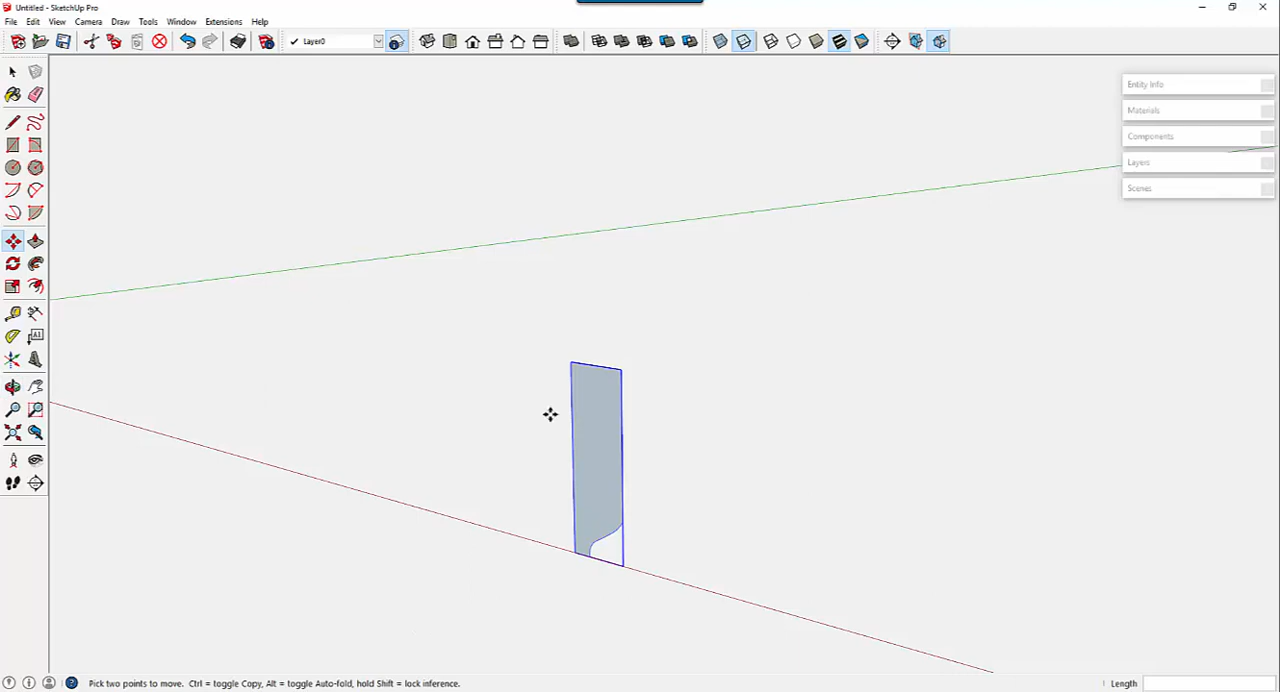 Untitled - SketchUp Pro
File Edit View Camera Draw Tools Window Extensions Help
Layer0
Entity Info
Materials
Components
Layers
Scenes
AI
Pick two points to move. Ctrl = toggle Copy, Alt = toggle Auto-fold, hold Shift = lock inference.
Length